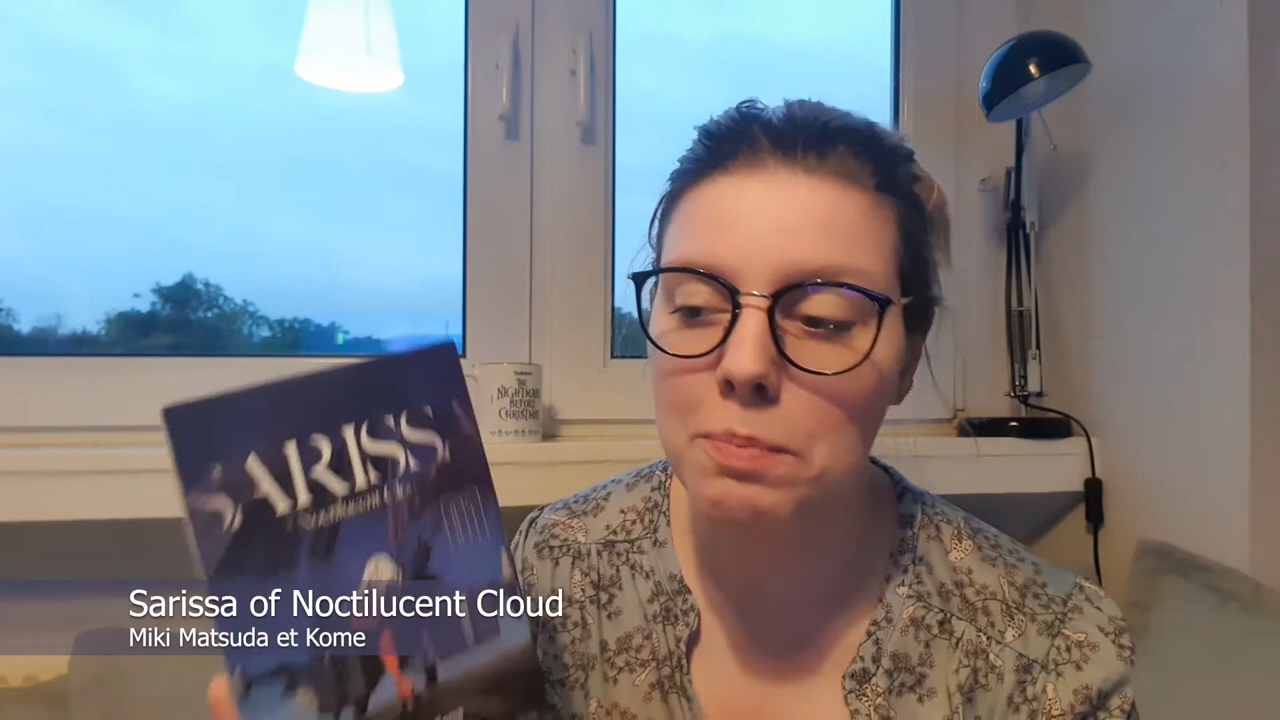 SARISS
THE
NIGHTMARE
BEFORE
CHRISTMAS
Sarissa of Noctilucent Cloud
Miki Matsuda et Kome